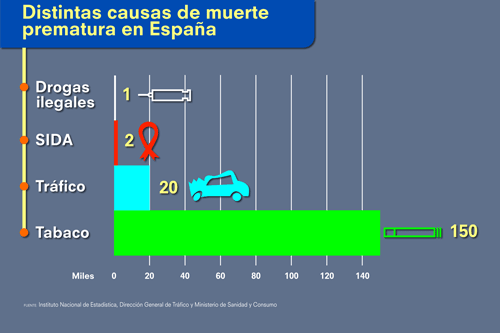 Distintas causas de muerte
prematura en España
Drogas
ilegales
1
SIDA
2
Tráfico
20
Tabaco
150
Miles 0 20 40 60 80 100 120 140
FUENTE: Instituto Nacional de Estadística, Dirección General de Tráfico y Ministerio de Sanidad y Consumo